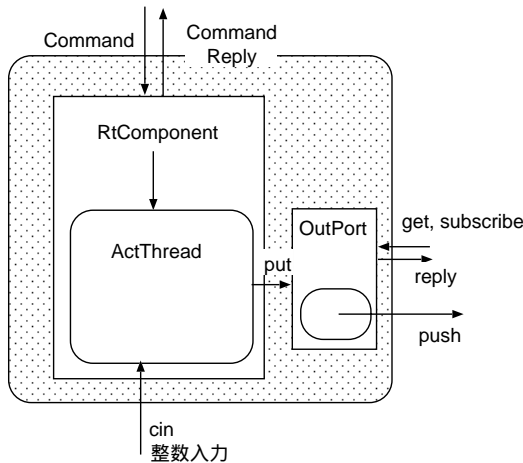 Command
Command
Reply
RtComponent
ActThread
OutPort
put
get, subscribe
reply
push
cin
整数入力